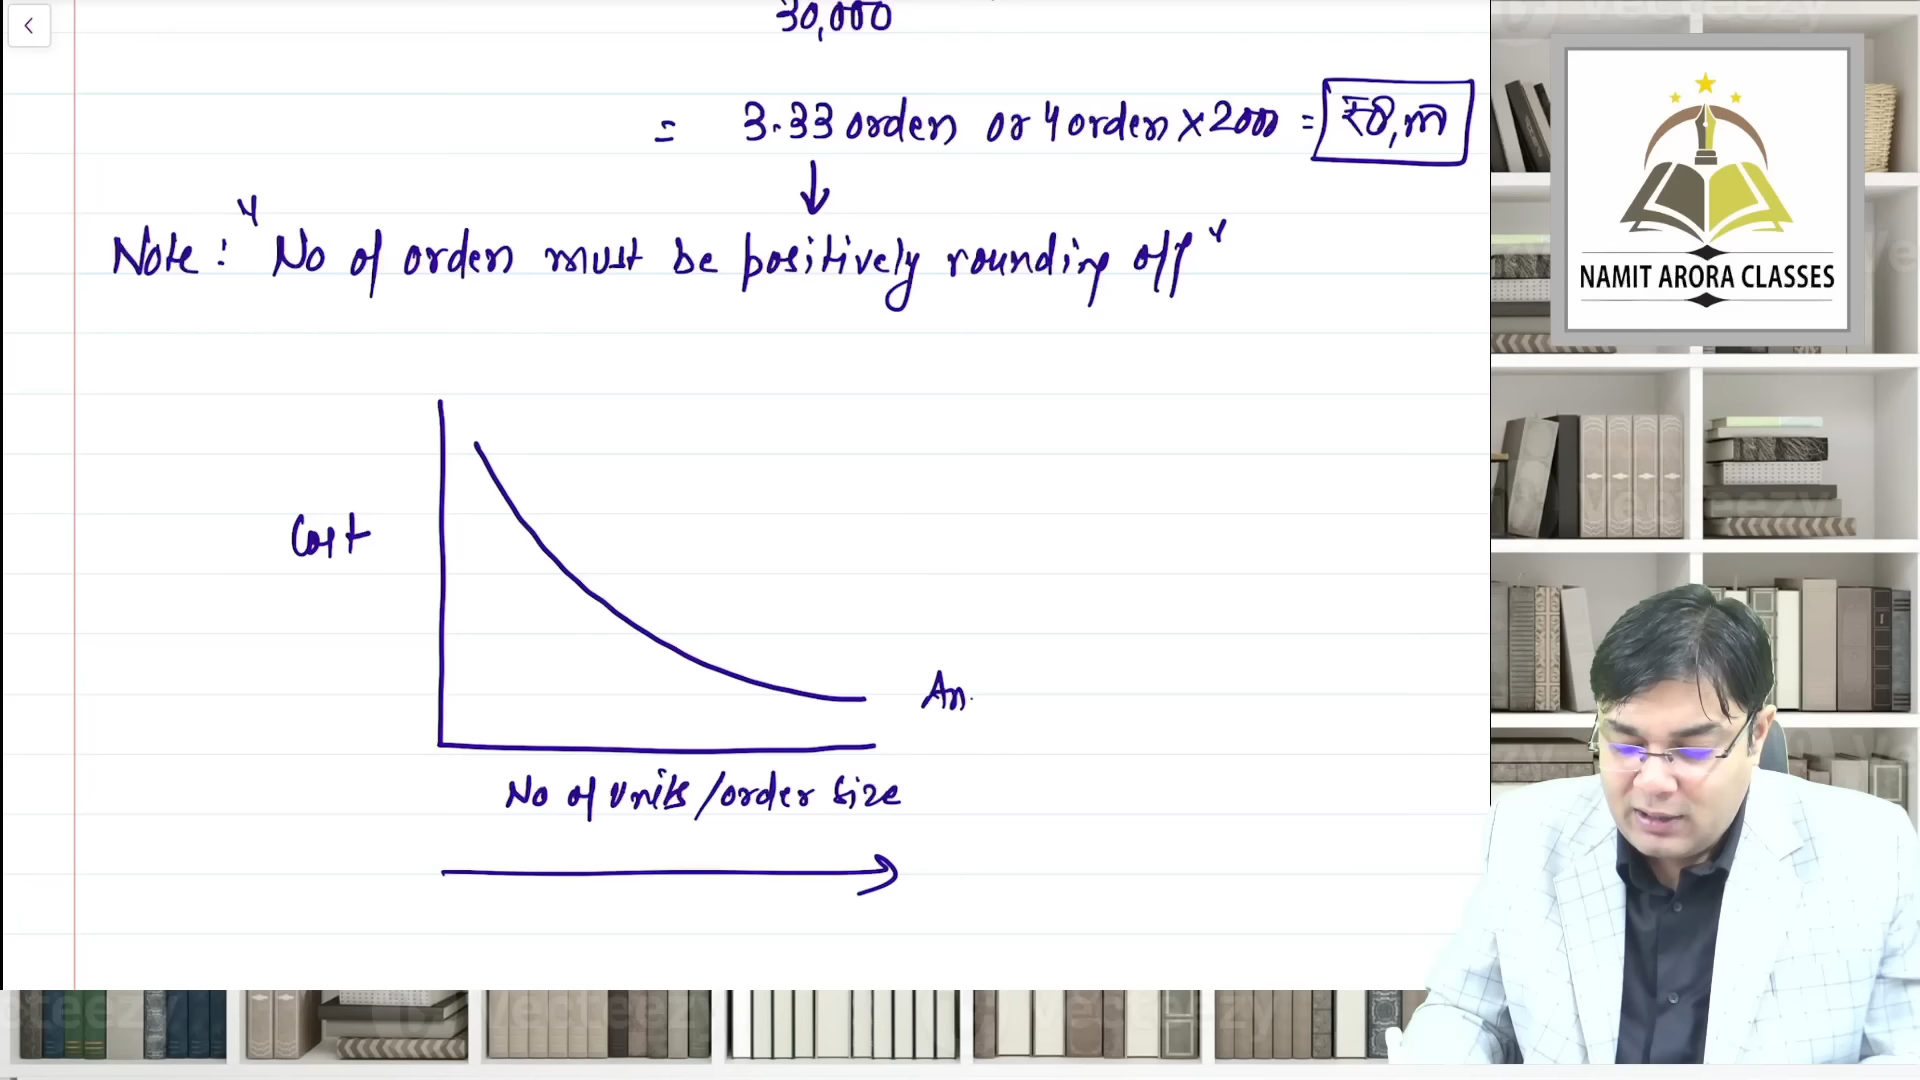 30,000
= 3.33 orders or 4 orders × 2000 = ₹8,000
Note : "No of orders must be positively rounding off"
Cost
An
No of units/order size
NAMIT ARORA CLASSES